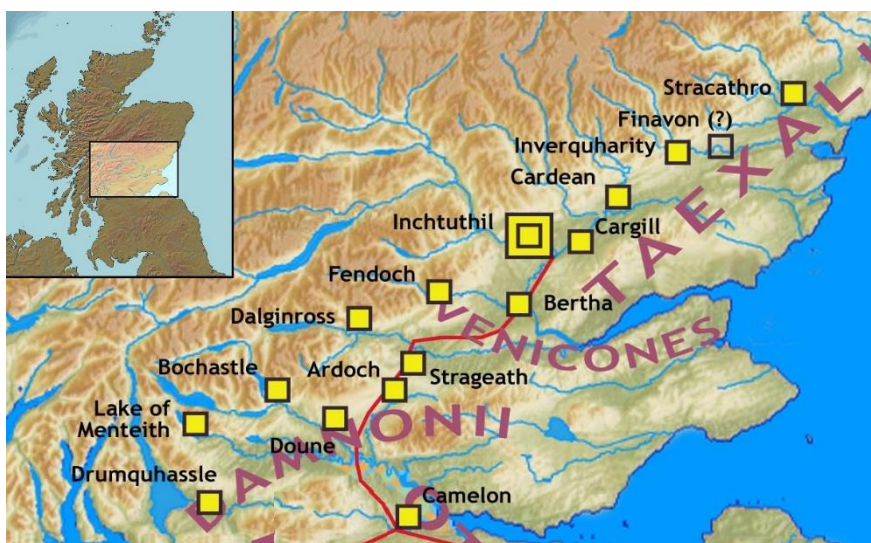 Stracathro
Finavon (?)
Inverquharity
Cardean
Inchtuthil
Cargill
TAEXALI
Fendoch
Bertha
Dalginross
VENICONES
Bochastle
Ardoch
Strageath
Lake of
Menteith
Doune
DAMNONII
Drumquhassle
Camelon